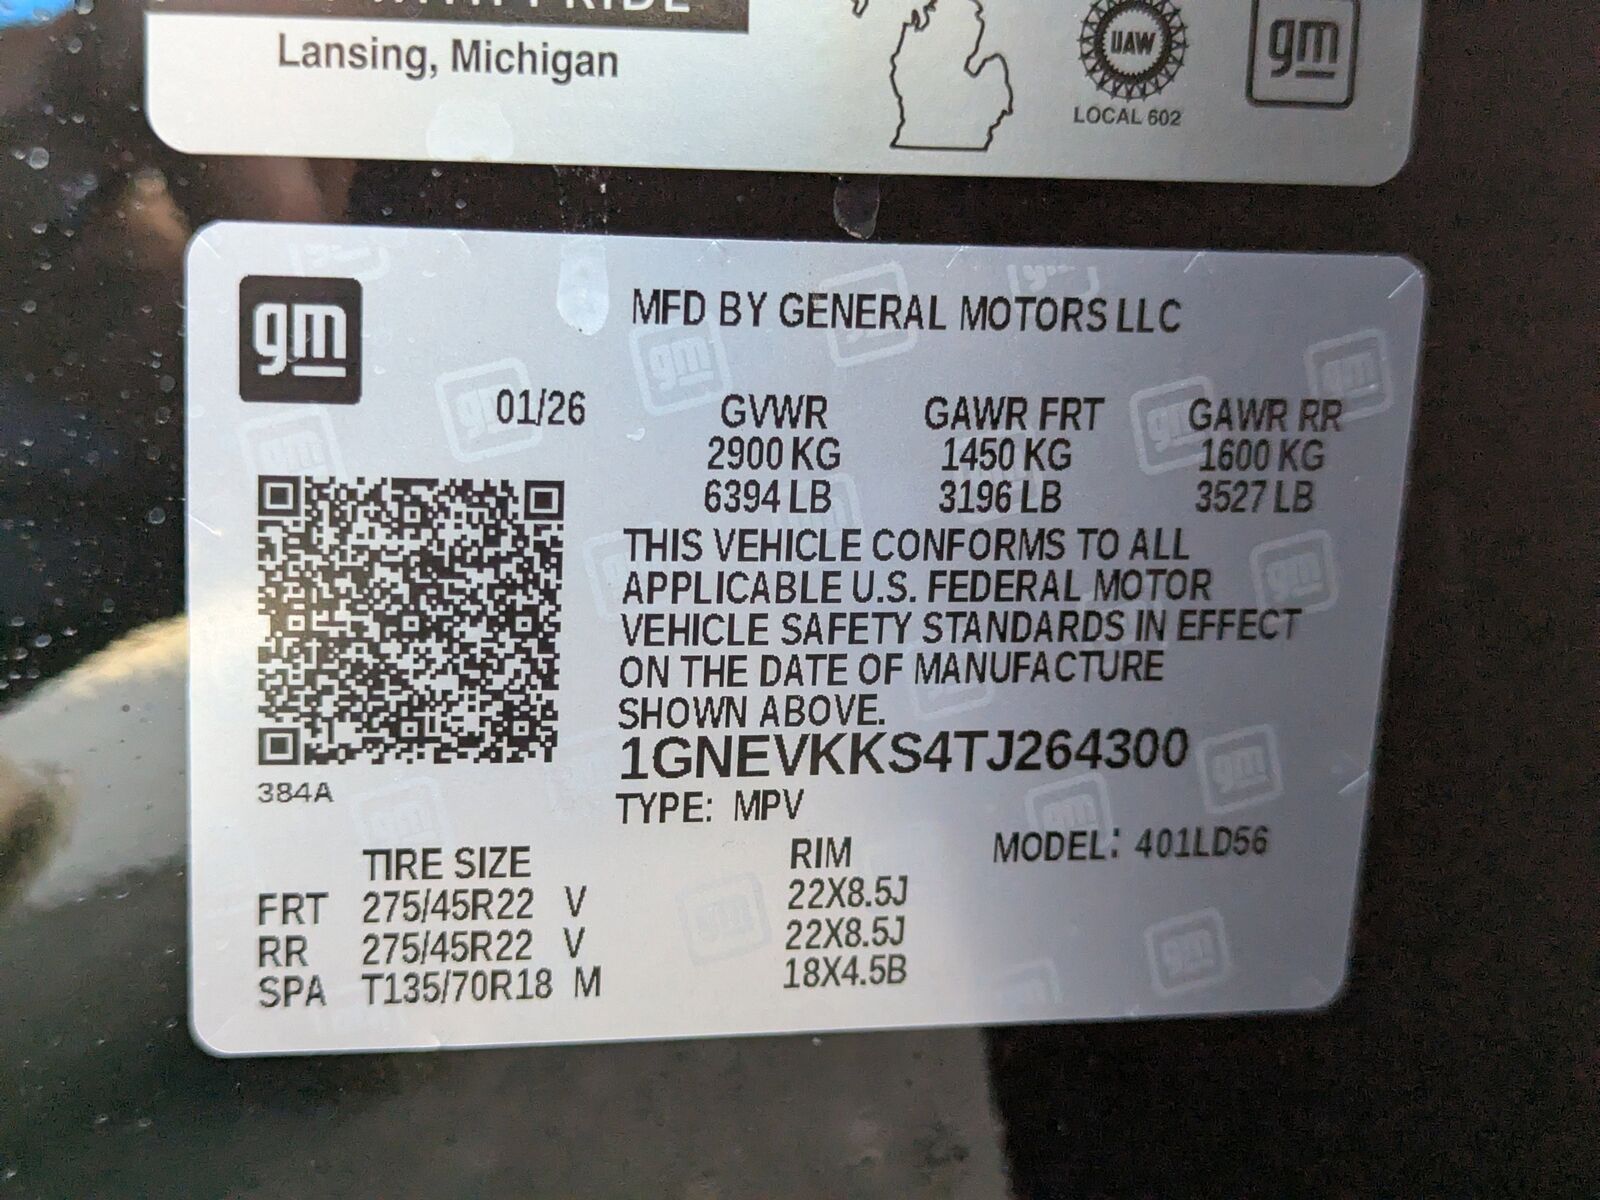 WITH PRIDE
Lansing, Michigan
UAW
LOCAL 602
gm
gm
MFD BY GENERAL MOTORS LLC
01/26
GVWR GAWR FRT GAWR RR
2900 KG 1450 KG 1600 KG
6394 LB 3196 LB 3527 LB
THIS VEHICLE CONFORMS TO ALL
APPLICABLE U.S. FEDERAL MOTOR
VEHICLE SAFETY STANDARDS IN EFFECT
ON THE DATE OF MANUFACTURE
SHOWN ABOVE.
1GNEVKKS4TJ264300
384A
TYPE: MPV
TIRE SIZE RIM MODEL: 401LD56
FRT 275/45R22 V 22X8.5J
RR 275/45R22 V 22X8.5J
SPA T135/70R18 M 18X4.5B